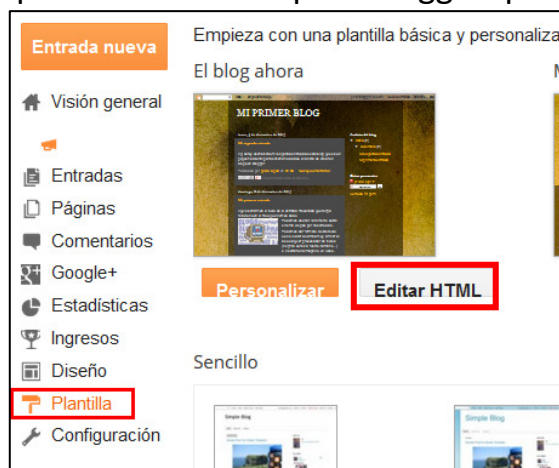 Entrada nueva
Empieza con una plantilla básica y personaliza
El blog ahora
Visión general
MI PRIMER BLOG
Entradas
Páginas
Comentarios
Google+
Estadísticas
Personalizar
Editar HTML
Ingresos
Diseño
Sencillo
Plantilla
Configuración
Simple Blog
Simple Blog